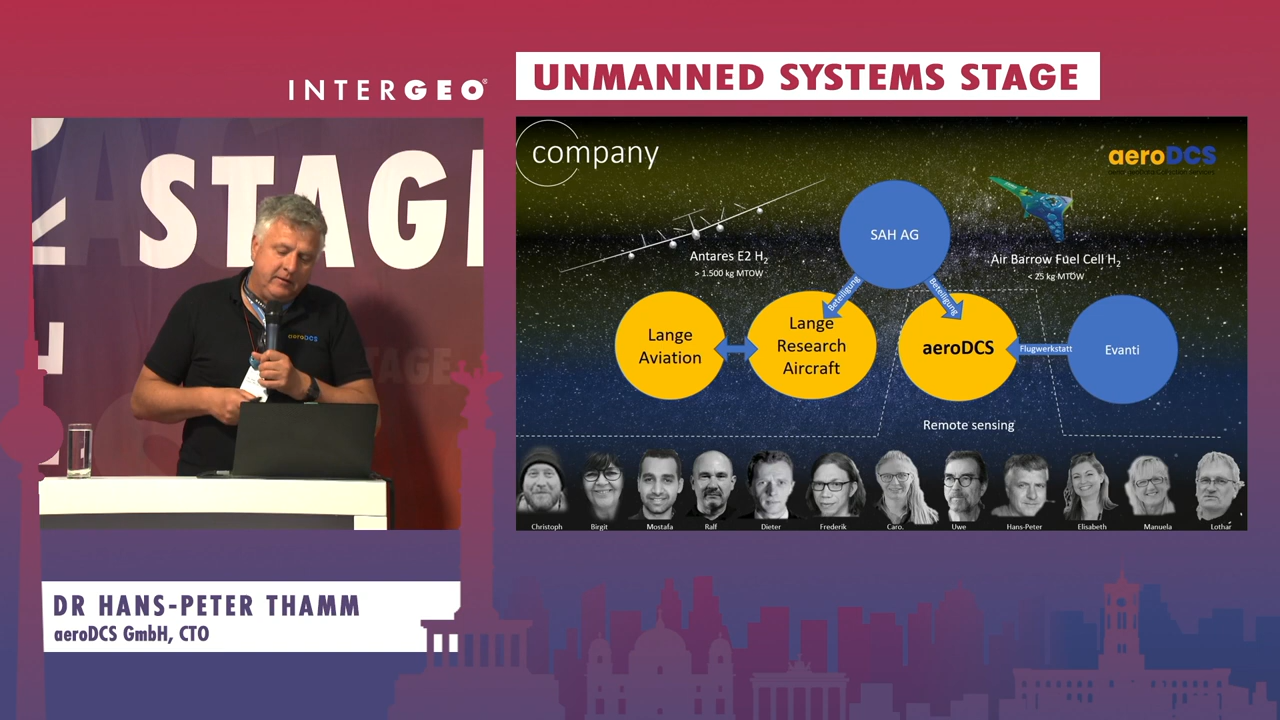 INTERGEO®
UNMANNED SYSTEMS STAGE
STAG
STAGE
aeroDCS
company
aeroDCS
SAH AG
Antares E2 H2
> 1.500 kg MTOW
Air Barrow Fuel Cell H2
< 25 kg MTOW
Beteiligung
Beteiligung
Lange
Aviation
Lange
Research
Aircraft
aeroDCS
Flugwerkstatt
Evanti
Remote sensing
Christoph
Birgit
Mostafa
Ralf
Dieter
Frederik
Caro.
Uwe
Hans-Peter
Elisabeth
Manuela
Lothar
DR HANS-PETER THAMM
aeroDCS GmbH, CTO